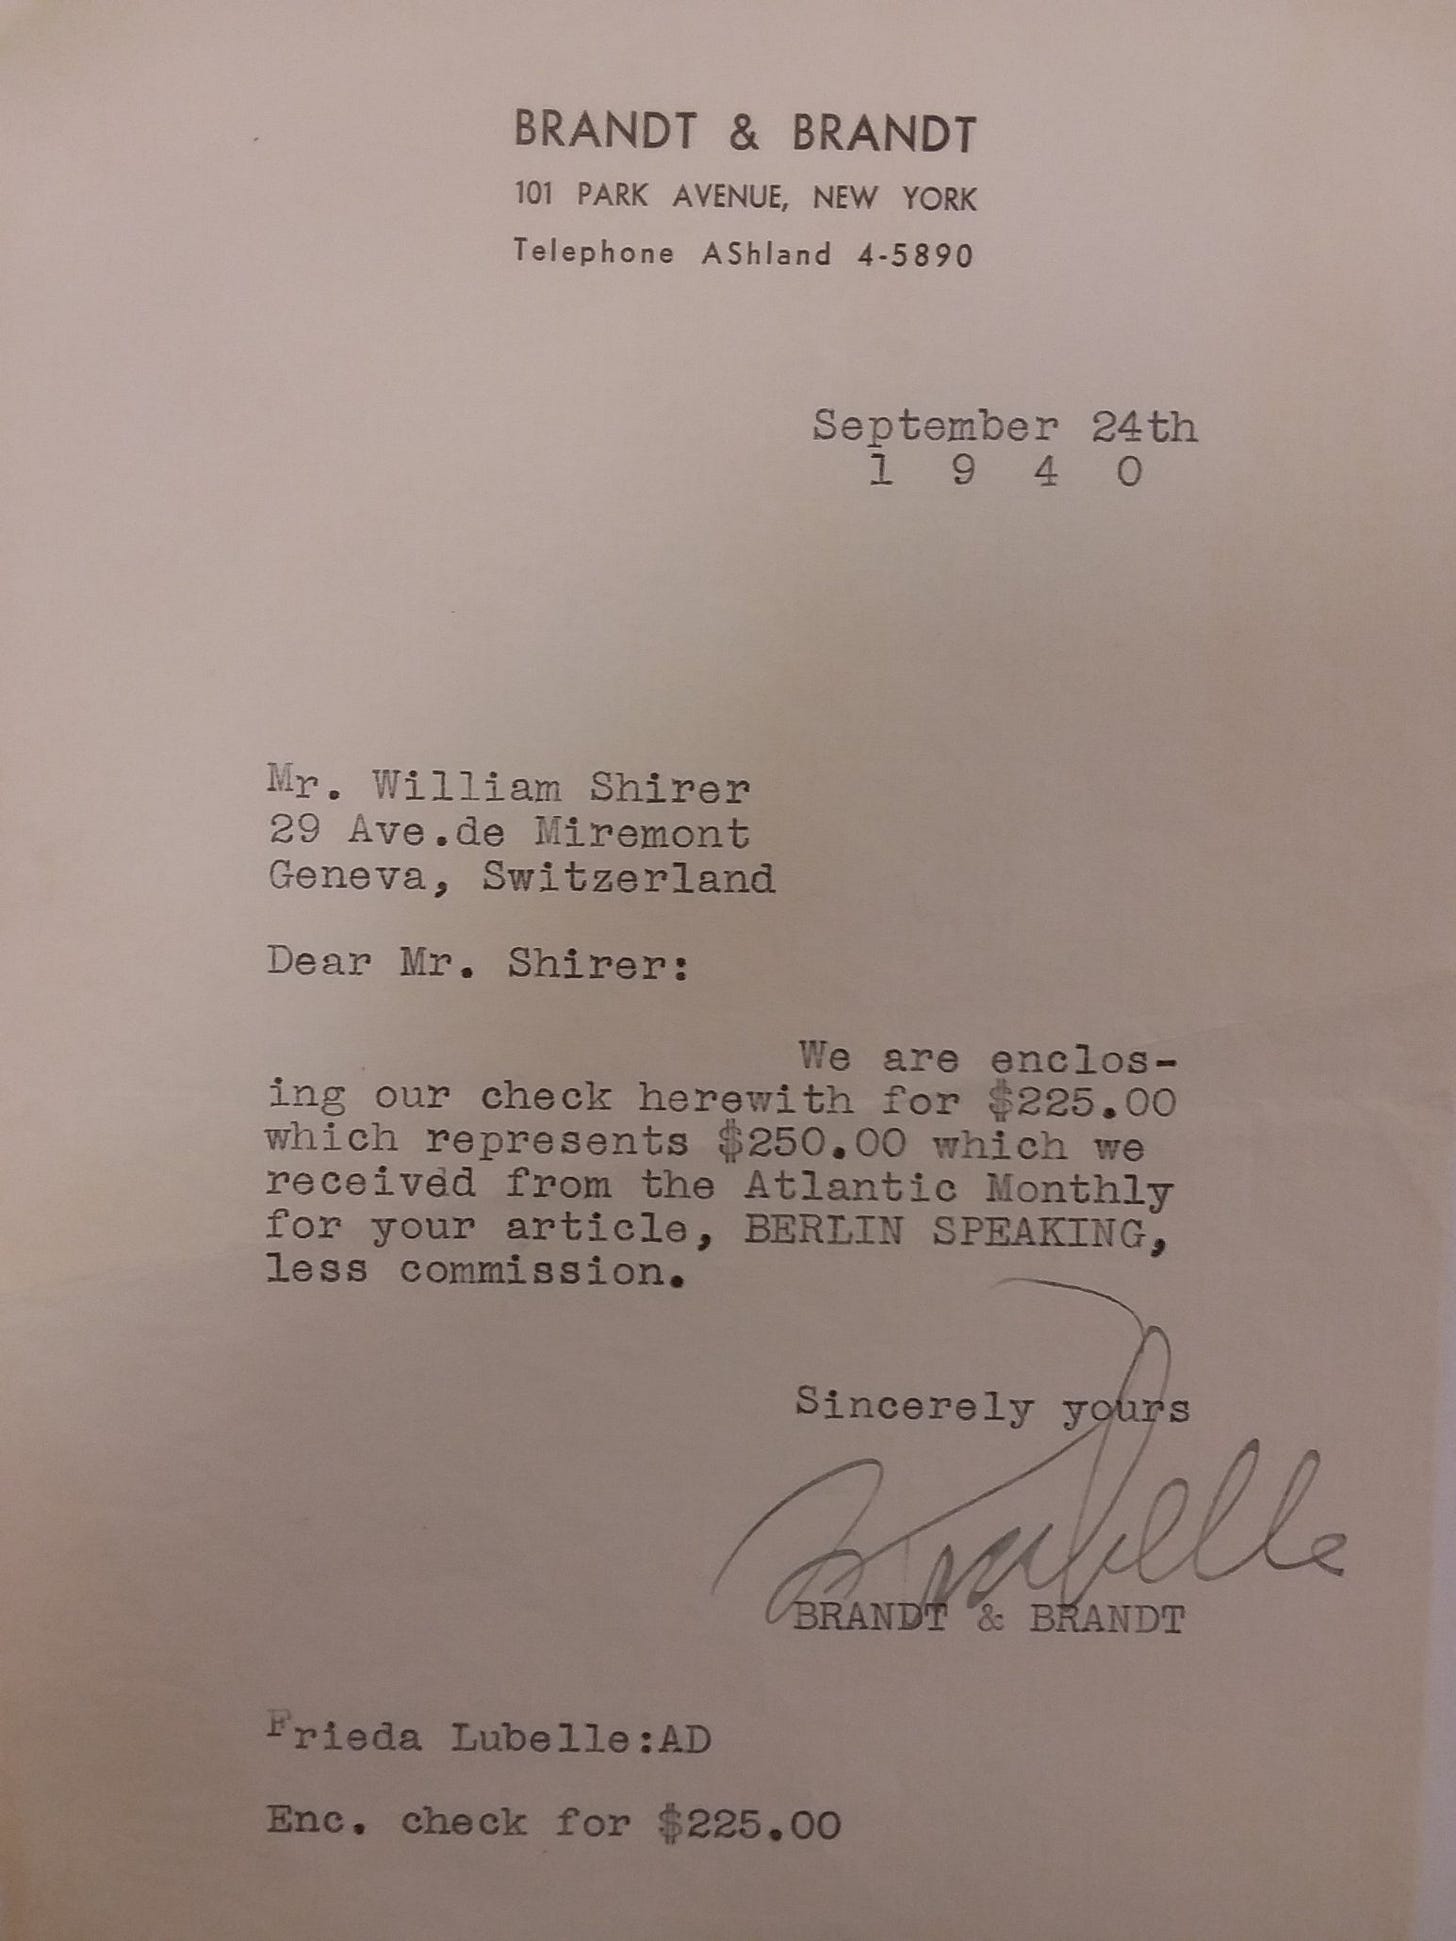 BRANDT & BRANDT
101 PARK AVENUE, NEW YORK
Telephone AShland 4-5890
September 24th
1 9 4 0
Mr. William Shirer
29 Ave.de Miremont
Geneva, Switzerland
Dear Mr. Shirer:
We are enclos-
ing our check herewith for $225.00
which represents $250.00 which we
received from the Atlantic Monthly
for your article, BERLIN SPEAKING,
less commission.
Sincerely yours
BRANDT & BRANDT
Frieda Lubelle:AD
Enc. check for $225.00